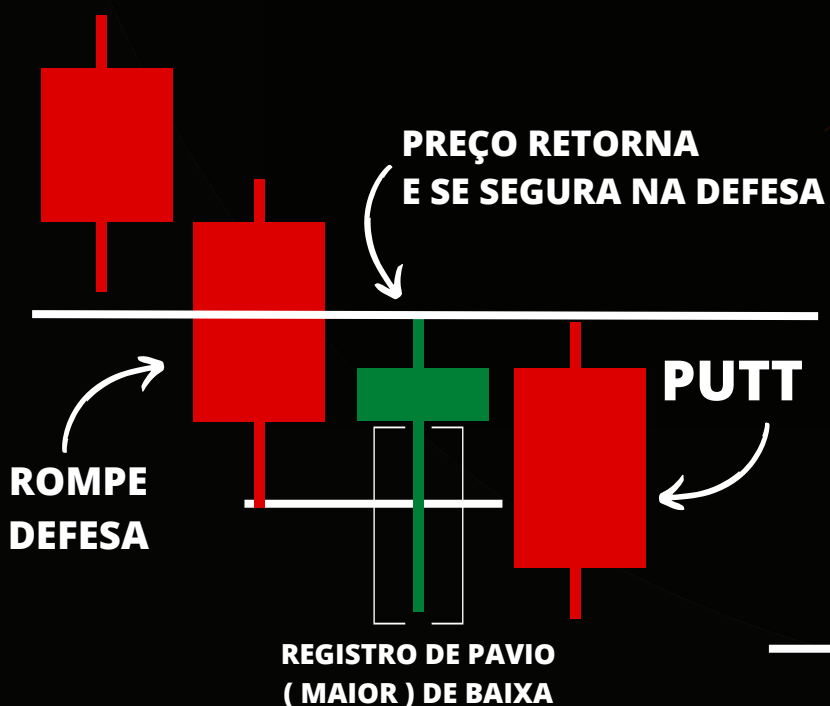 PREÇO RETORNA
E SE SEGURA NA DEFESA
PUTT
ROMPE
DEFESA
REGISTRO DE PAVIO
( MAIOR ) DE BAIXA